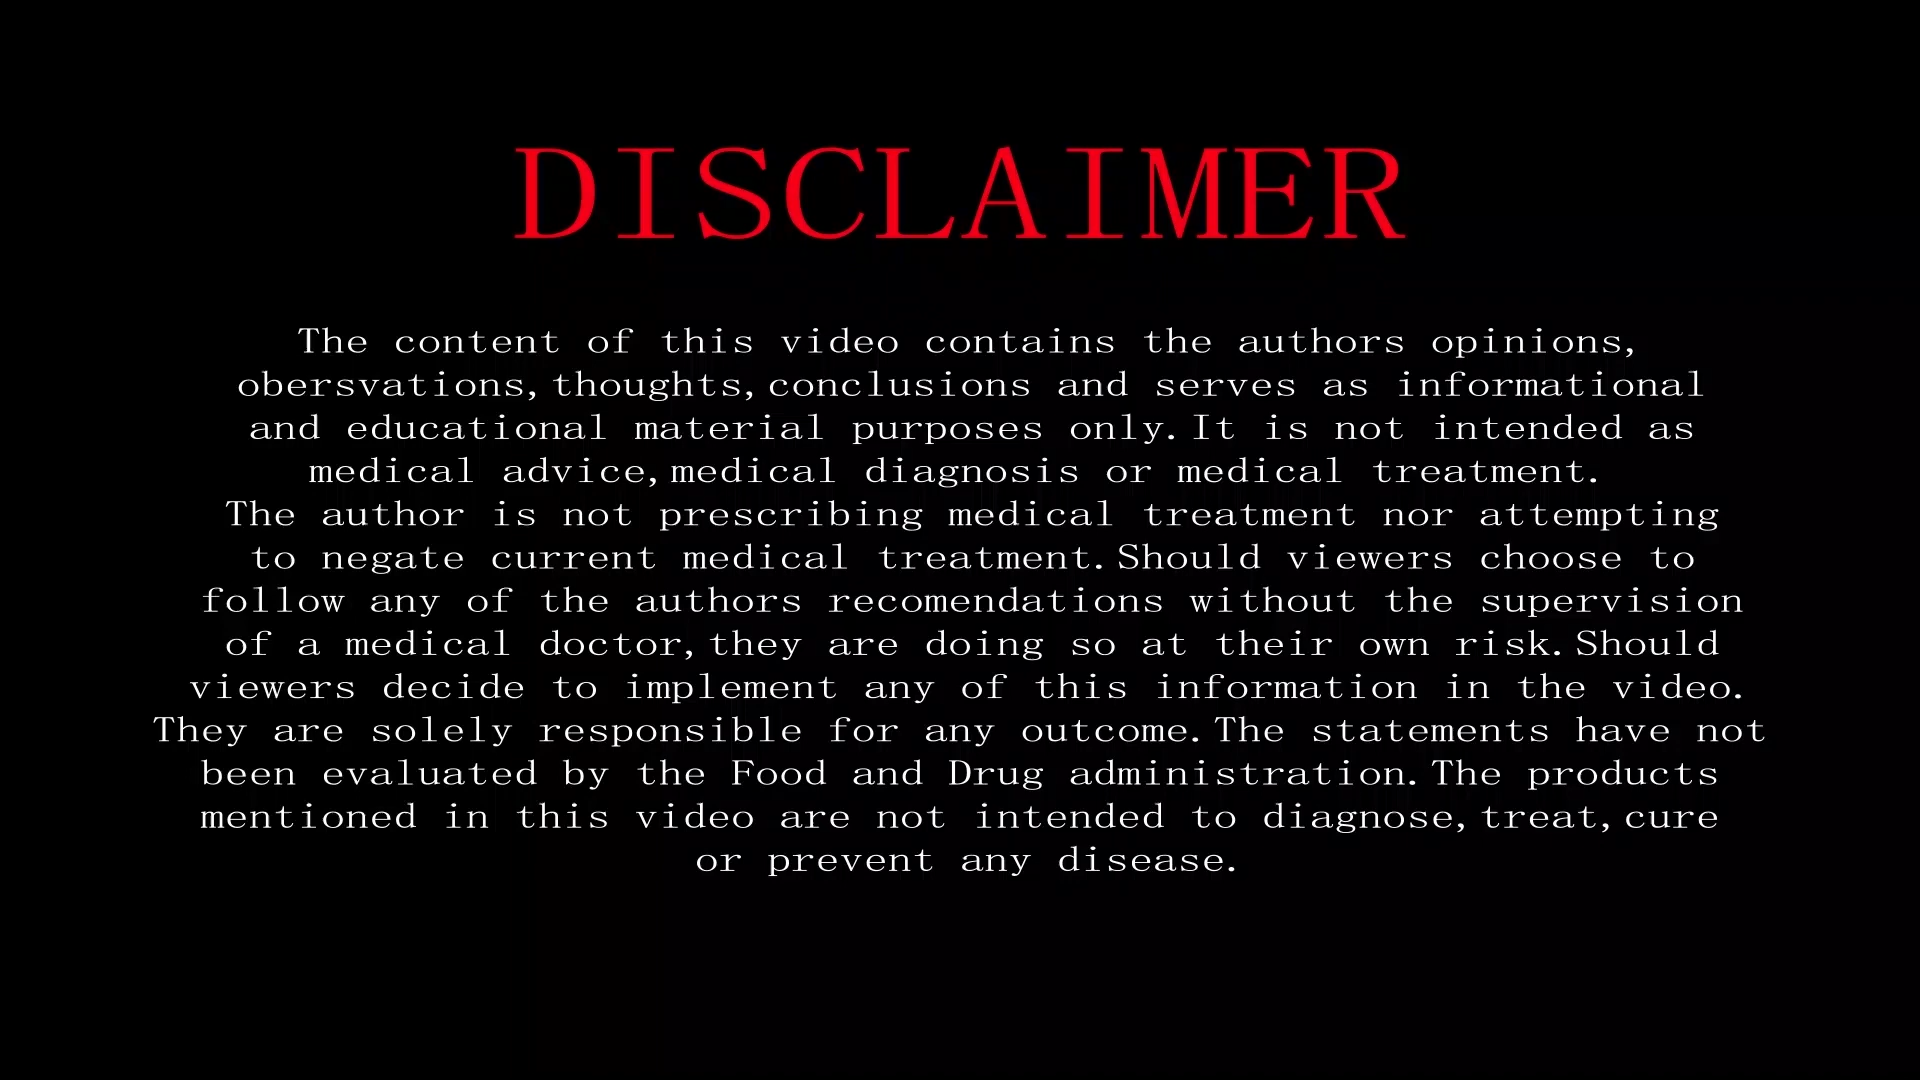 DISCLAIMER
The content of this video contains the authors opinions,
obersvations,thoughts,conclusions and serves as informational
and educational material purposes only.It is not intended as
medical advice,medical diagnosis or medical treatment.
The author is not prescribing medical treatment nor attempting
to negate current medical treatment.Should viewers choose to
follow any of the authors recomendations without the supervision
of a medical doctor,they are doing so at their own risk.Should
viewers decide to implement any of this information in the video.
They are solely responsible for any outcome.The statements have not
been evaluated by the Food and Drug administration.The products
mentioned in this video are not intended to diagnose,treat,cure
or prevent any disease.